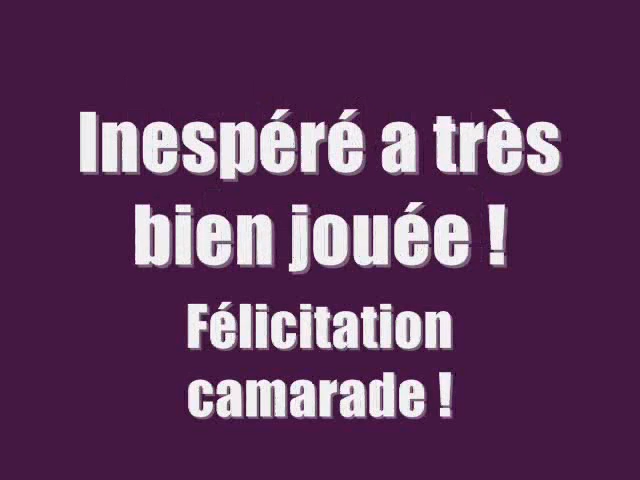 Inespéré a très
bien jouée !
Félicitation
camarade !